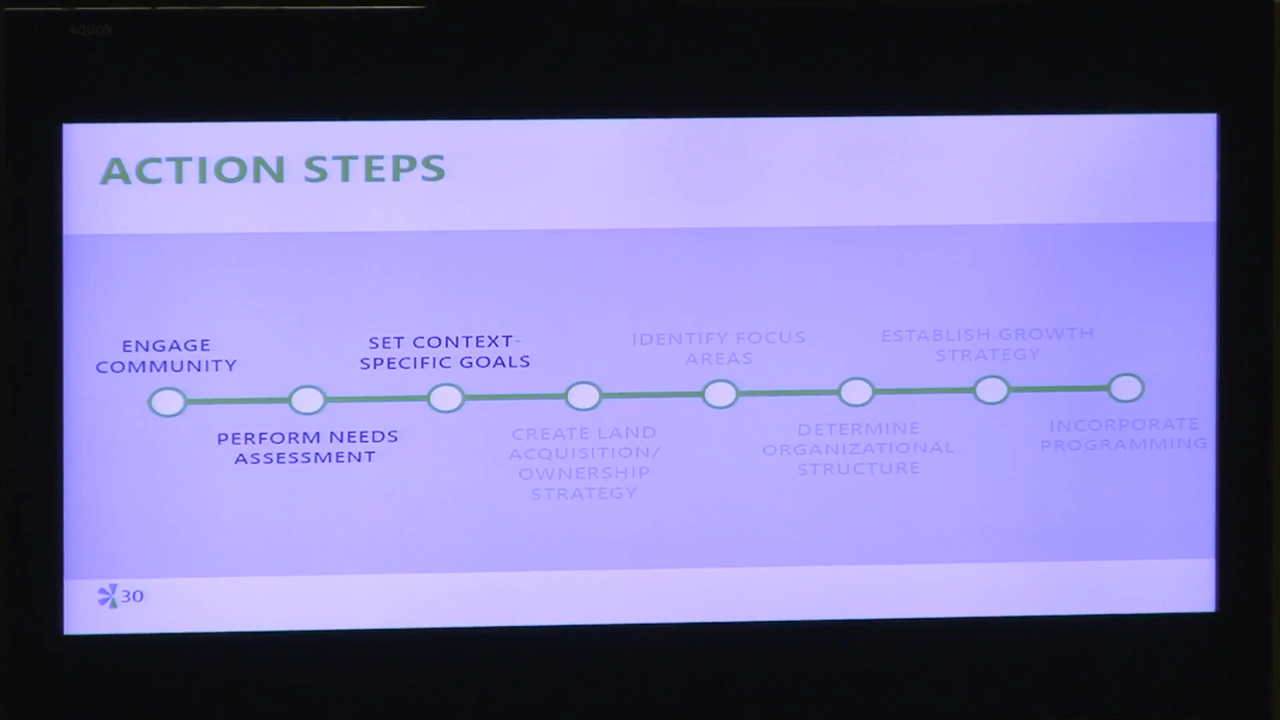 AQUOS
ACTION STEPS
ENGAGE
COMMUNITY
PERFORM NEEDS
ASSESSMENT
SET CONTEXT-
SPECIFIC GOALS
CREATE LAND
ACQUISITION/
OWNERSHIP
STRATEGY
IDENTIFY FOCUS
AREAS
DETERMINE
ORGANIZATIONAL
STRUCTURE
ESTABLISH GROWTH
STRATEGY
INCORPORATE
PROGRAMMING
30